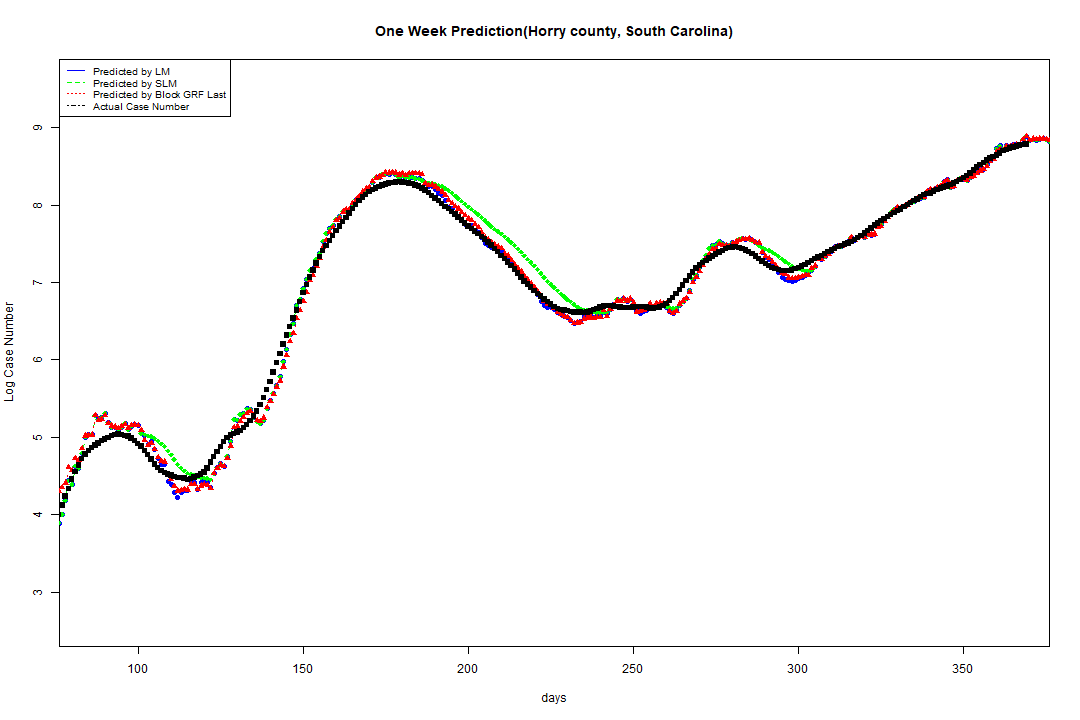 One Week Prediction(Horry county, South Carolina)
Predicted by LM
Predicted by SLM
Predicted by Block GRF Last
Actual Case Number
9
8
7
6
5
4
3
Log Case Number
100 150 200 250 300 350
days